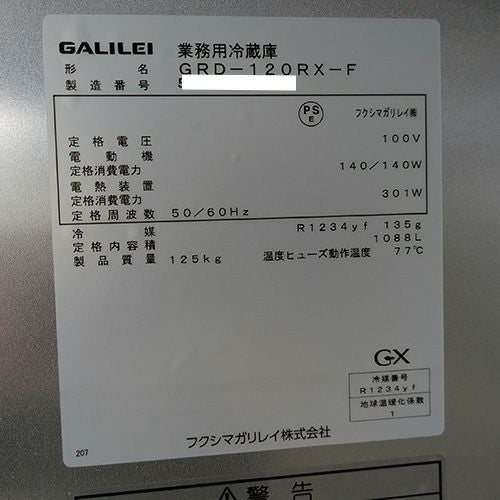 GALILEI 業務用冷蔵庫
形名 GRD-120RX-F
製造番号 5
PS E フクシマガリレイ㈱
定格電圧 100V
電動機
定格消費電力 140/140W
電熱装置
定格消費電力 301W
定格周波数 50/60Hz
冷媒 R1234yf 135g
定格内容積 1088L
製品質量 125kg 温度ヒューズ動作温度 77℃
GX
冷媒番号
R1234yf
地球温暖化係数
1
フクシマガリレイ株式会社
207
警告